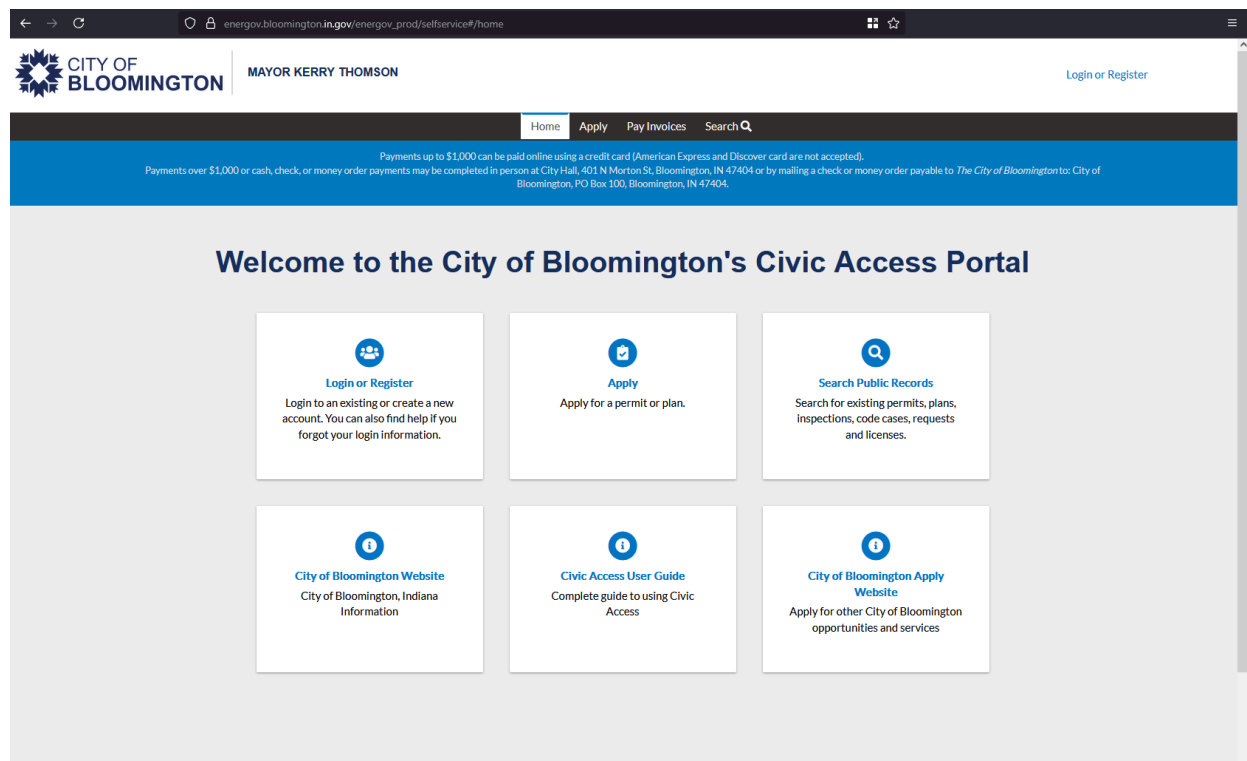 energov.bloomington.in.gov/energov_prod/selfservice#/home
CITY OF
BLOOMINGTON
MAYOR KERRY THOMSON
Login or Register
Home Apply Pay Invoices Search
Payments up to $1,000 can be paid online using a credit card (American Express and Discover card are not accepted).
Payments over $1,000 or cash, check, or money order payments may be completed in person at City Hall, 401 N Morton St, Bloomington, IN 47404 or by mailing a check or money order payable to The City of Bloomington to: City of
Bloomington, PO Box 100, Bloomington, IN 47404.
Welcome to the City of Bloomington's Civic Access Portal
Login or Register
Login to an existing or create a new
account. You can also find help if you
forgot your login information.
Apply
Apply for a permit or plan.
Search Public Records
Search for existing permits, plans,
inspections, code cases, requests
and licenses.
City of Bloomington Website
City of Bloomington, Indiana
Information
Civic Access User Guide
Complete guide to using Civic
Access
City of Bloomington Apply
Website
Apply for other City of Bloomington
opportunities and services